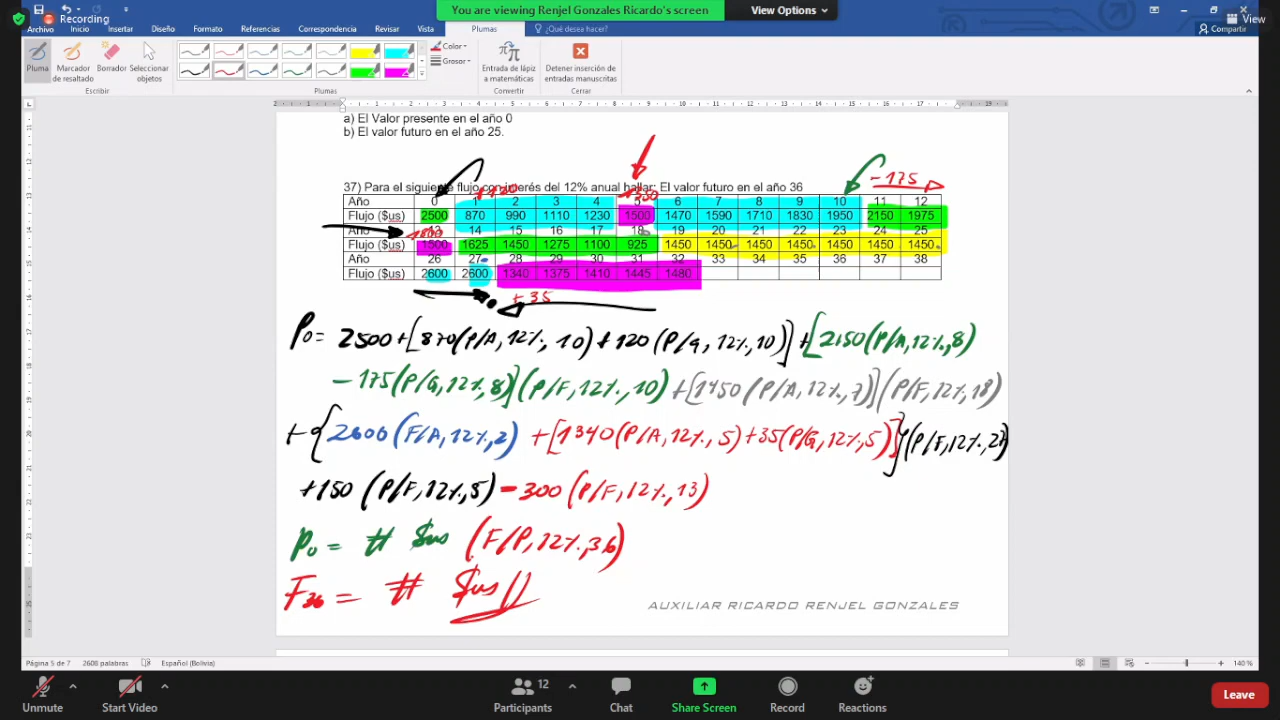 Recording
You are viewing Renjel Gonzales Ricardo's screen
View Options
View
Archivo Inicio Insertar Diseño Formato Referencias Correspondencia Revisar Vista Plumas ¿Qué desea hacer?
Compartir
Pluma Marcador de resaltado Borrador Seleccionar objetos
Color
Grosor
Entrada de lápiz a matemáticas
Detener inserción de entradas manuscritas
Escribir Plumas Convertir Cerrar
a) El Valor presente en el año 0
b) El valor futuro en el año 25.
37) Para el siguiente flujo con interés del 12% anual hallar: El valor futuro en el año 36
+120 1350 -175
Año 0 1 2 3 4 5 6 7 8 9 10 11 12
Flujo ($us) 2500 870 990 1110 1230 1500 1470 1590 1710 1830 1950 2150 1975
Año 13 14 15 16 17 18 19 20 21 22 23 24 25
1800
Flujo ($us) 1500 1625 1450 1275 1100 925 1450 1450 1450 1450 1450 1450 1450
Año 26 27 28 29 30 31 32 33 34 35 36 37 38
Flujo ($us) 2600 2600 1340 1375 1410 1445 1480
+35
P0= 2500+[870(P/A,12%,10)+120(P/G,12%,10)]+[2150(P/A,12%,8)
-175(P/G,12%,8)](P/F,12%,10)+[1450(P/A,12%,7)](P/F,12%,18)
+{2600(F/A,12%,2) +[1340(P/A,12%,5)+35(P/G,12%,5)]}(P/F,12%,27)
+150(P/F,12%,5)-300(P/F,12%,13)
P0 = # $us (F/P,12%,36)
F36 = # $us //
AUXILIAR RICARDO RENJEL GONZALES
Página 5 de 7 2608 palabras Español (Bolivia) 140 %
Unmute Start Video Participants 12 Chat Share Screen Record Reactions Leave